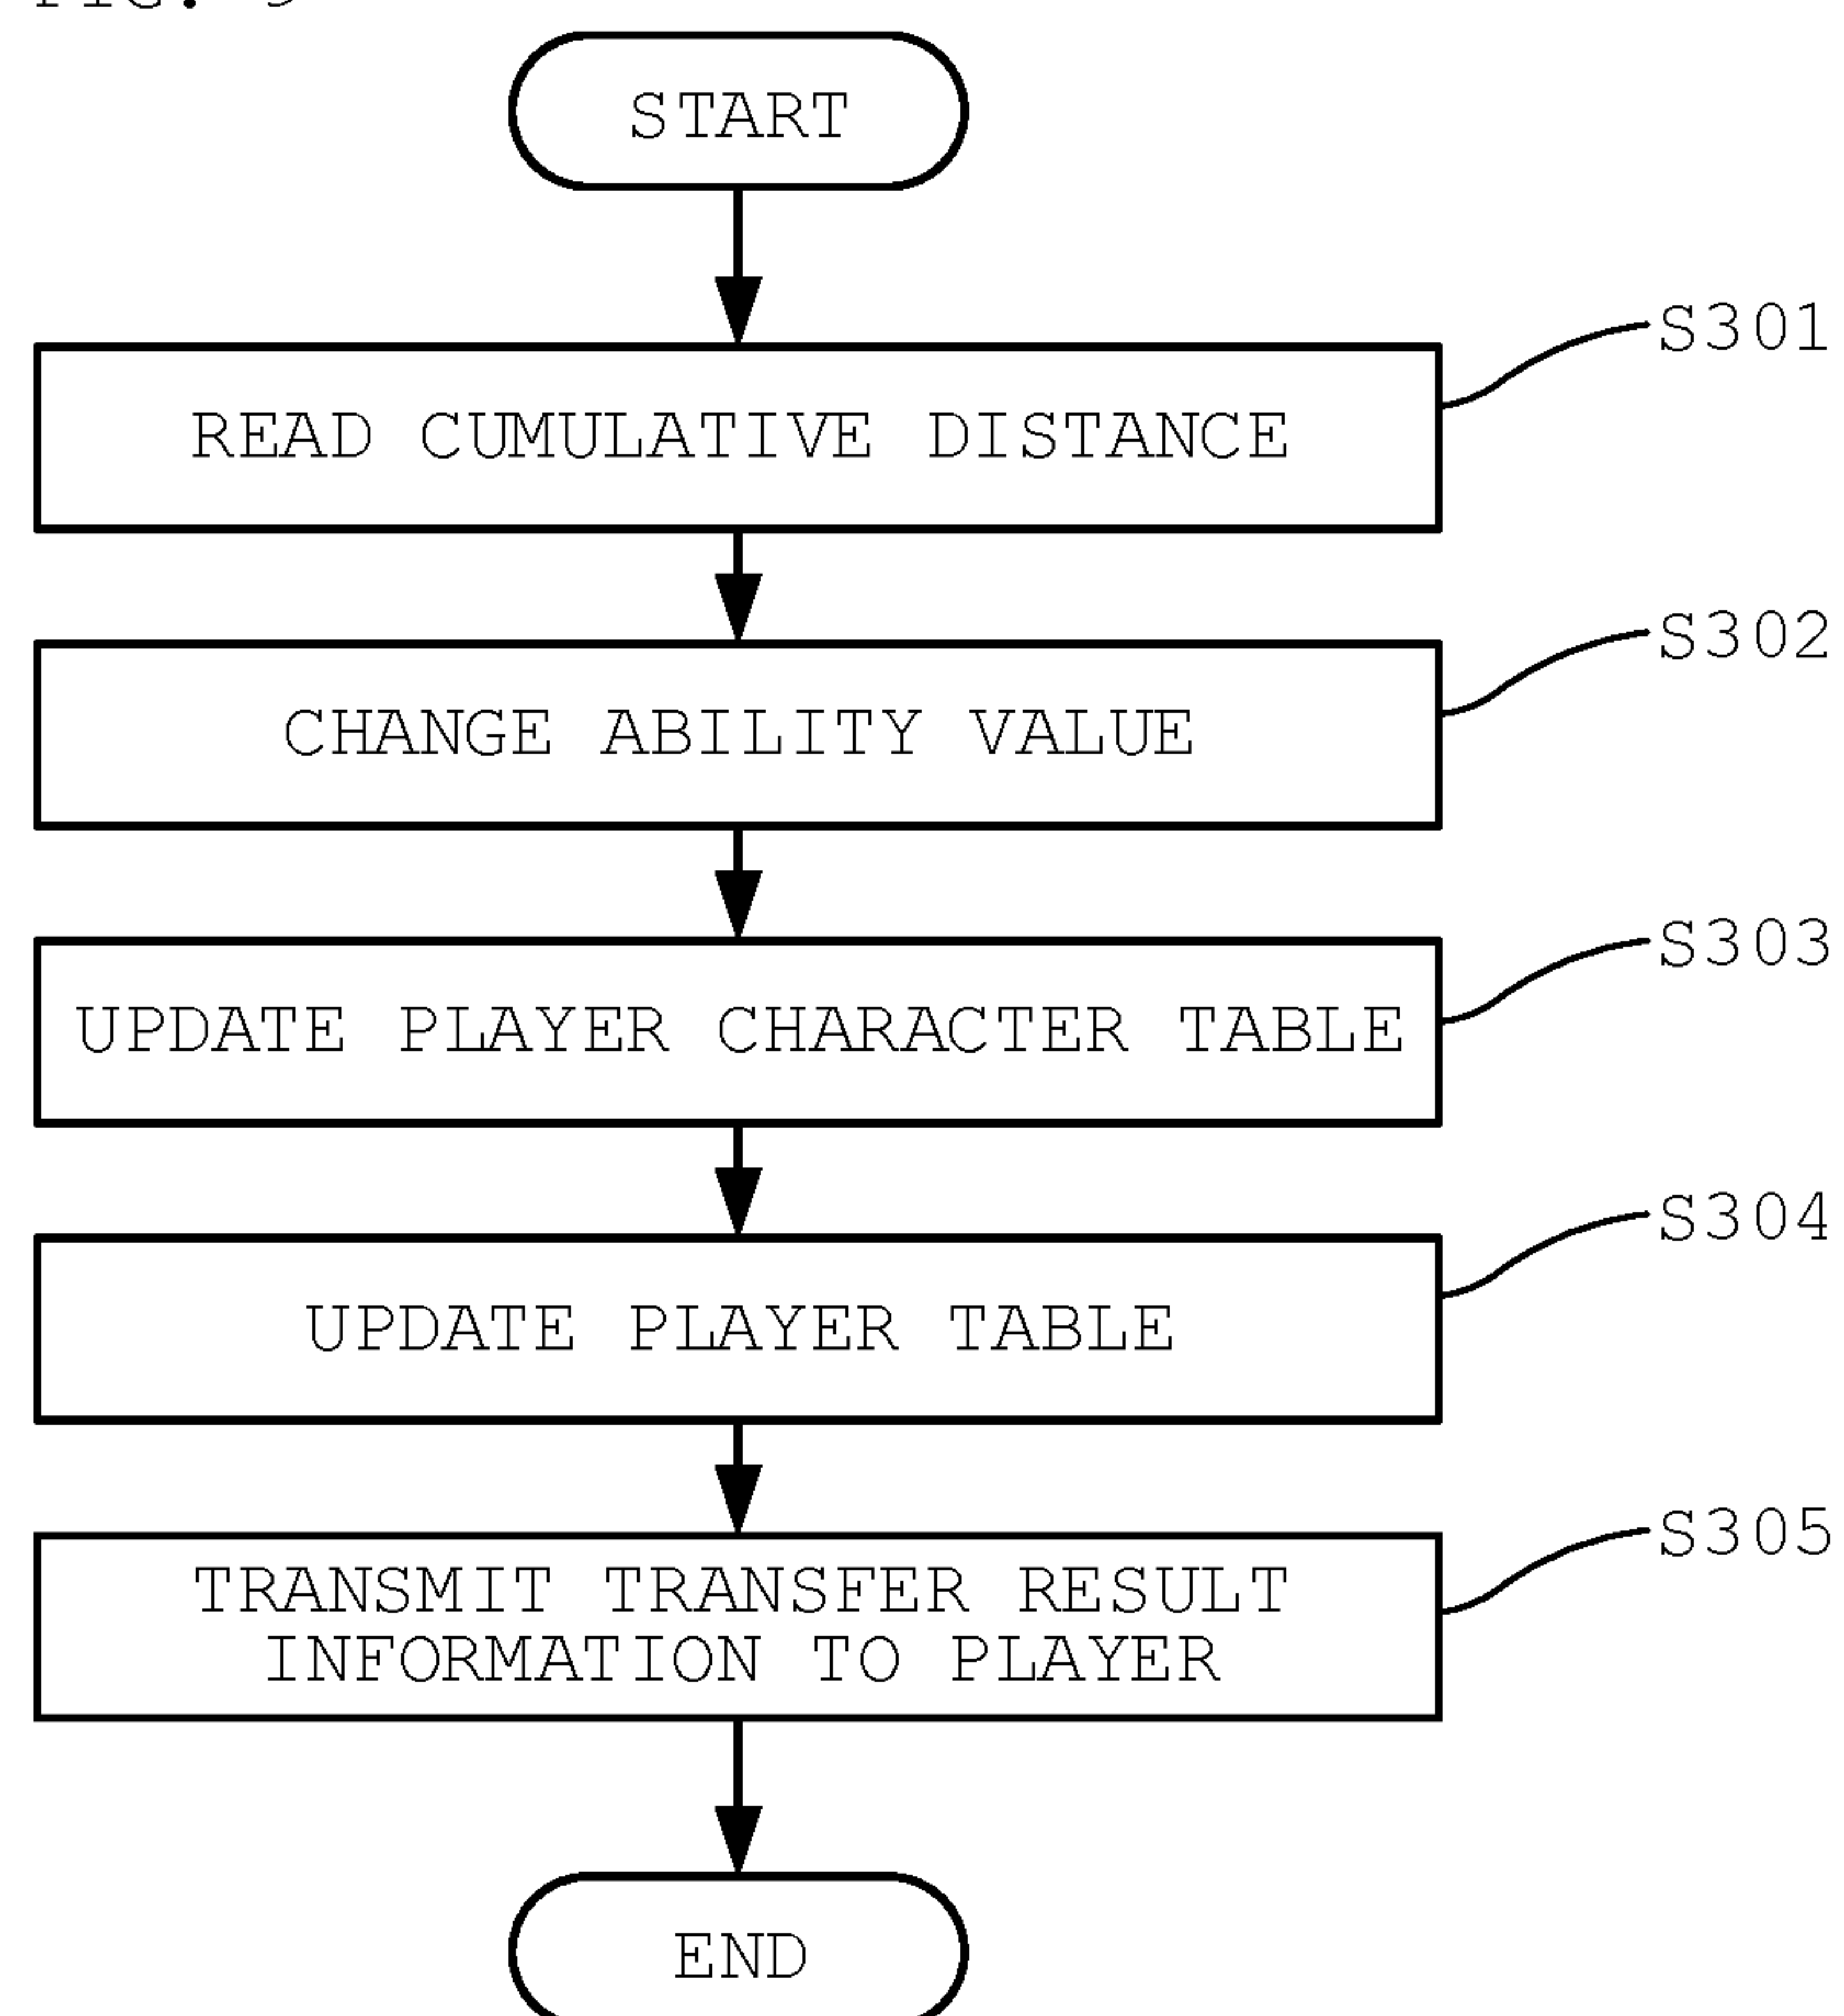 START
S301
READ CUMULATIVE DISTANCE
S302
CHANGE ABILITY VALUE
S303
UPDATE PLAYER CHARACTER TABLE
S304
UPDATE PLAYER TABLE
S305
TRANSMIT TRANSFER RESULT
INFORMATION TO PLAYER
END